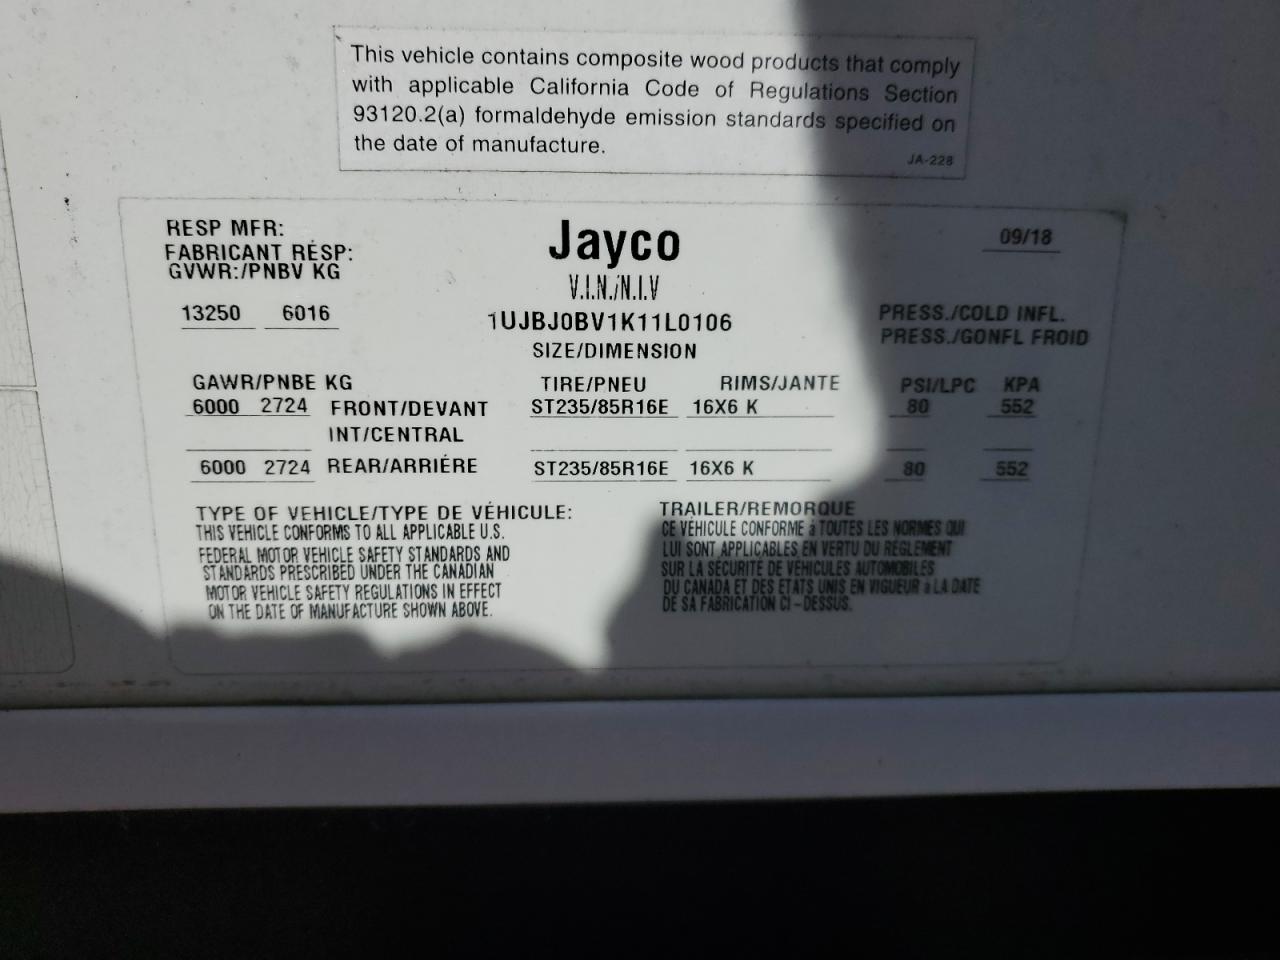 This vehicle contains composite wood products that comply
with applicable California Code of Regulations Section
93120.2(a) formaldehyde emission standards specified on
the date of manufacture.
JA-228
RESP MFR:
FABRICANT RÉSP:
GVWR:/PNBV KG
Jayco
09/18
V.I.N./N.I.V
13250 6016
1UJBJ0BV1K11L0106
PRESS./COLD INFL.
PRESS./GONFL FROID
SIZE/DIMENSION
GAWR/PNBE KG TIRE/PNEU RIMS/JANTE PSI/LPC KPA
6000 2724 FRONT/DEVANT ST235/85R16E 16X6 K 80 552
INT/CENTRAL
6000 2724 REAR/ARRIÉRE ST235/85R16E 16X6 K 80 552
TYPE OF VEHICLE/TYPE DE VÉHICULE: TRAILER/REMORQUE
THIS VEHICLE CONFORMS TO ALL APPLICABLE U.S.
FEDERAL MOTOR VEHICLE SAFETY STANDARDS AND
STANDARDS PRESCRIBED UNDER THE CANADIAN
MOTOR VEHICLE SAFETY REGULATIONS IN EFFECT
ON THE DATE OF MANUFACTURE SHOWN ABOVE.
CE VÉHICULE CONFORME à TOUTES LES NORMES QUI
LUI SONT APPLICABLES EN VERTU DU RÉGLEMENT
SUR LA SÉCURITÉ DE VÉHICULES AUTOMOBILES
DU CANADA ET DES ETATS UNIS EN VIGUEUR à LA DATE
DE SA FABRICATION CI-DESSUS.